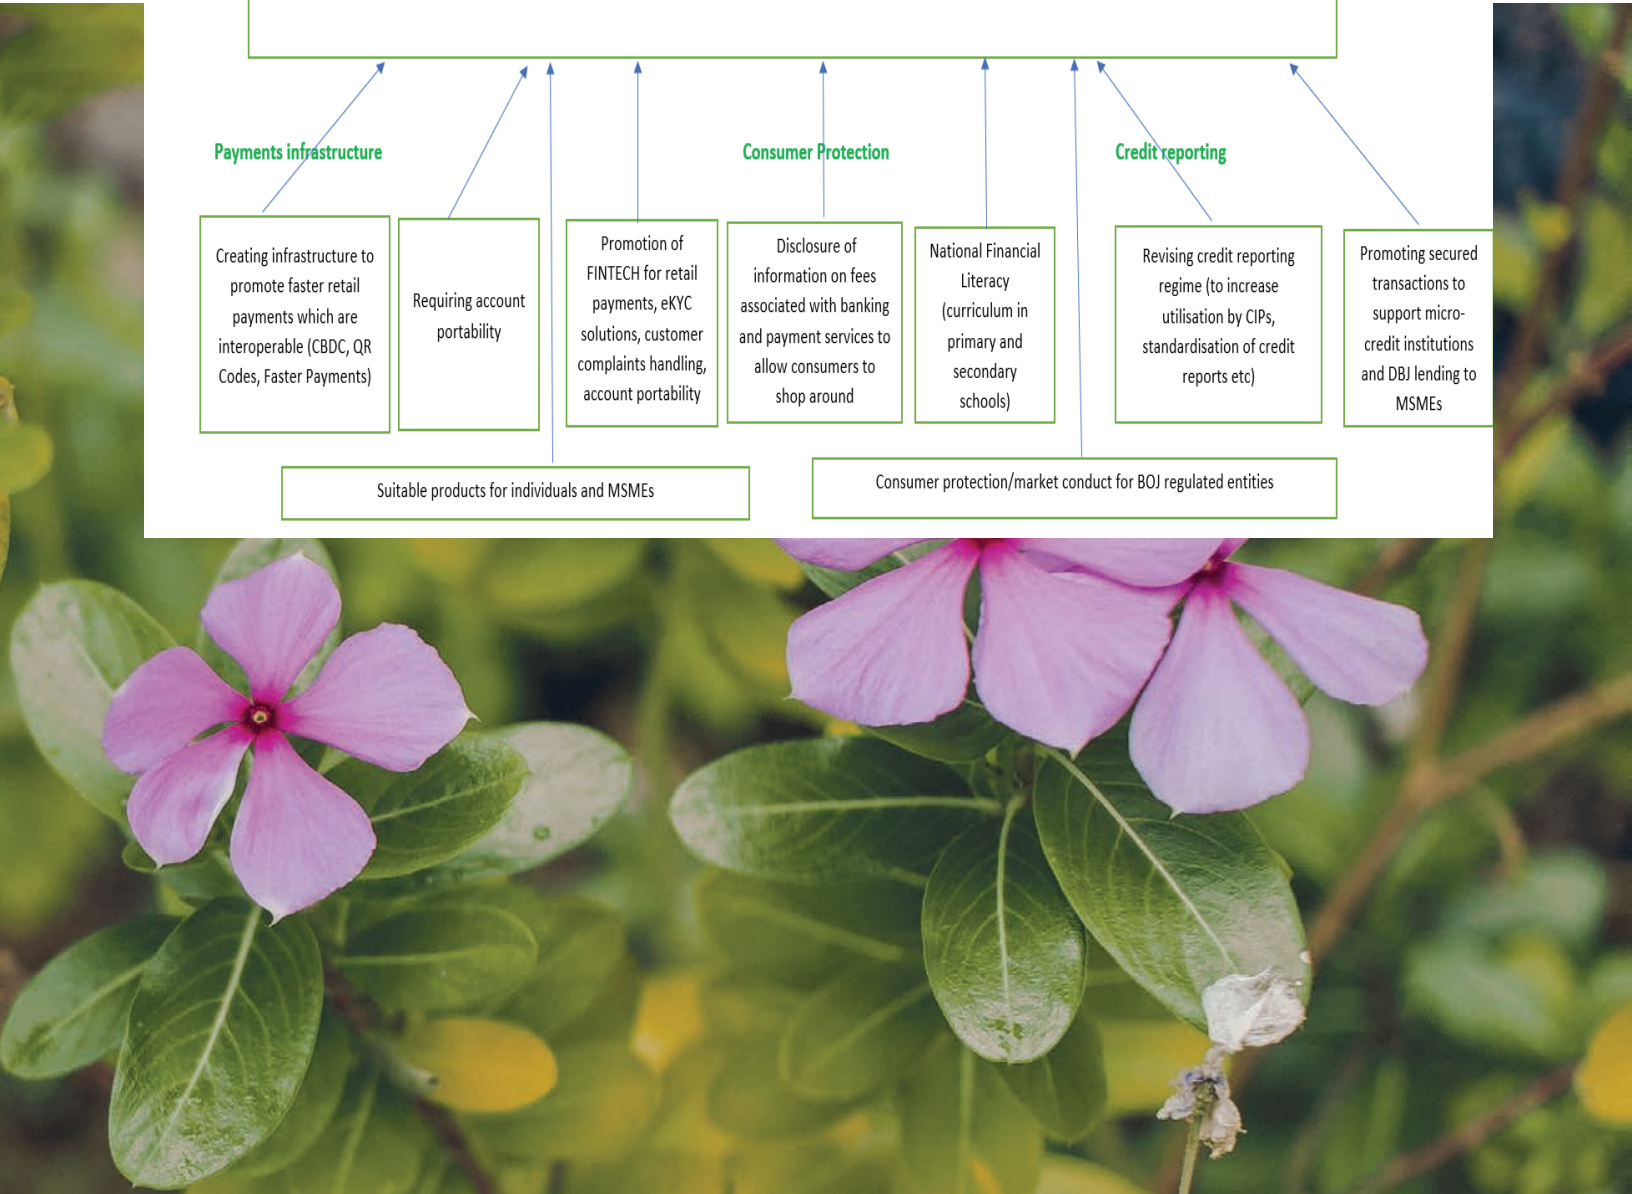 Payments infrastructure
Consumer Protection
Credit reporting
Creating infrastructure to
promote faster retail
payments which are
interoperable (CBDC, QR
Codes, Faster Payments)
Requiring account
portability
Promotion of
FINTECH for retail
payments, eKYC
solutions, customer
complaints handling,
account portability
Disclosure of
information on fees
associated with banking
and payment services to
allow consumers to
shop around
National Financial
Literacy
(curriculum in
primary and
secondary
schools)
Revising credit reporting
regime (to increase
utilisation by CIPs,
standardisation of credit
reports etc)
Promoting secured
transactions to
support micro-
credit institutions
and DBJ lending to
MSMEs
Suitable products for individuals and MSMEs
Consumer protection/market conduct for BOJ regulated entities